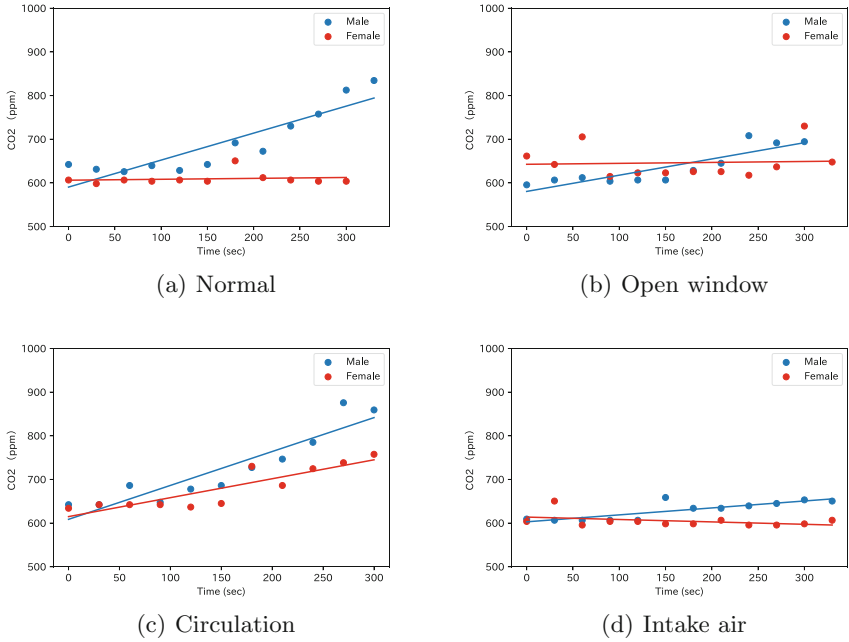 1000
900
800
700
600
500
CO2 (ppm)
0 50 100 150 200 250 300
Time (sec)
Male
Female
(a) Normal
1000
900
800
700
600
500
CO2 (ppm)
0 50 100 150 200 250 300
Time (sec)
Male
Female
(b) Open window
1000
900
800
700
600
500
CO2 (ppm)
0 50 100 150 200 250 300
Time (sec)
Male
Female
(c) Circulation
1000
900
800
700
600
500
CO2 (ppm)
0 50 100 150 200 250 300
Time (sec)
Male
Female
(d) Intake air